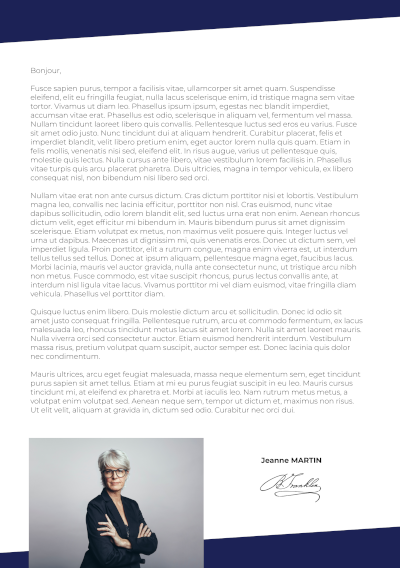 Bonjour,
Fusce sapien purus, tempor a facilisis vitae, ullamcorper sit amet quam. Suspendisse
eleifend, elit eu fringilla feugiat, nulla lacus scelerisque enim, id tristique magna sem vitae
tortor. Vivamus ut diam leo. Phasellus ipsum ipsum, egestas nec blandit imperdiet,
accumsan vitae erat. Phasellus est odio, scelerisque in aliquam vel, fermentum vel massa.
Nullam tincidunt laoreet libero quis convallis. Pellentesque luctus sed eros eu varius. Fusce
sit amet odio justo. Nunc tincidunt dui at aliquam hendrerit. Curabitur placerat, felis et
imperdiet blandit, velit libero pretium enim, eget auctor lorem nulla quis quam. Etiam in
felis mollis, venenatis nisi sed, eleifend elit. In risus augue, varius ut pellentesque quis,
molestie quis lectus. Nulla cursus ante libero, vitae vestibulum lorem facilisis in. Phasellus
vitae turpis quis arcu placerat pharetra. Duis ultricies, magna in tempor vehicula, ex libero
consequat nisl, non bibendum nisi libero sed orci.
Nullam vitae erat non ante cursus dictum. Cras dictum porttitor nisi et lobortis. Vestibulum
magna leo, convallis nec lacinia efficitur, porttitor non nisl. Cras euismod, nunc vitae
dapibus sollicitudin, odio lorem blandit elit, sed luctus urna erat non enim. Aenean rhoncus
dictum velit, eget efficitur mi bibendum in. Mauris bibendum purus sit amet dignissim
scelerisque. Etiam volutpat ex metus, non maximus velit posuere quis. Integer luctus vel
urna ut dapibus. Maecenas ut dignissim mi, quis venenatis eros. Donec ut dictum sem, vel
imperdiet ligula. Proin porttitor, elit a rutrum congue, magna enim viverra est, ut interdum
tellus tellus sed tellus. Donec at ipsum aliquam, pellentesque magna eget, faucibus lacus.
Morbi lacinia, mauris vel auctor gravida, nulla ante consectetur nunc, ut tristique arcu nibh
non metus. Fusce commodo, est vitae suscipit rhoncus, purus lectus convallis ante, at
interdum nisl ligula vitae lacus. Vivamus porttitor mi vel diam euismod, vitae fringilla diam
vehicula. Phasellus vel porttitor diam.
Quisque luctus enim libero. Duis molestie dictum arcu et sollicitudin. Donec id odio sit
amet justo consequat fringilla. Pellentesque rutrum, arcu et commodo fermentum, ex lacus
malesuada leo, rhoncus tincidunt metus lacus sit amet lorem. Nulla sit amet laoreet mauris.
Nulla viverra orci sed consectetur auctor. Etiam euismod hendrerit interdum. Vestibulum
massa risus, pretium volutpat quam suscipit, auctor semper est. Donec lacinia quis dolor
nec condimentum.
Mauris ultrices, arcu eget feugiat malesuada, massa neque elementum sem, eget tincidunt
purus sapien sit amet tellus. Etiam at mi eu purus feugiat suscipit in eu leo. Mauris cursus
tincidunt mi, at eleifend ex pharetra et. Morbi at iaculis leo. Nam rutrum metus metus, a
volutpat enim volutpat sed. Aenean neque sem, tempor ut dictum et, maximus non risus.
Ut elit velit, aliquam at gravida in, dictum sed odio. Curabitur nec orci dui.
Jeanne MARTIN